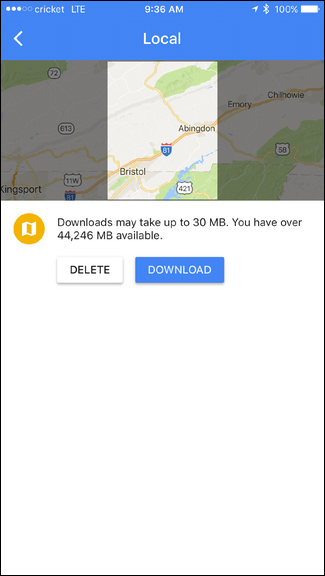 cricket LTE 9:36 AM 100%
Local
72
Chilhowie
Emory
613
Abingdon
81
58
Bristol
11W
Kingsport
421
Downloads may take up to 30 MB. You have over
44,246 MB available.
DELETE DOWNLOAD